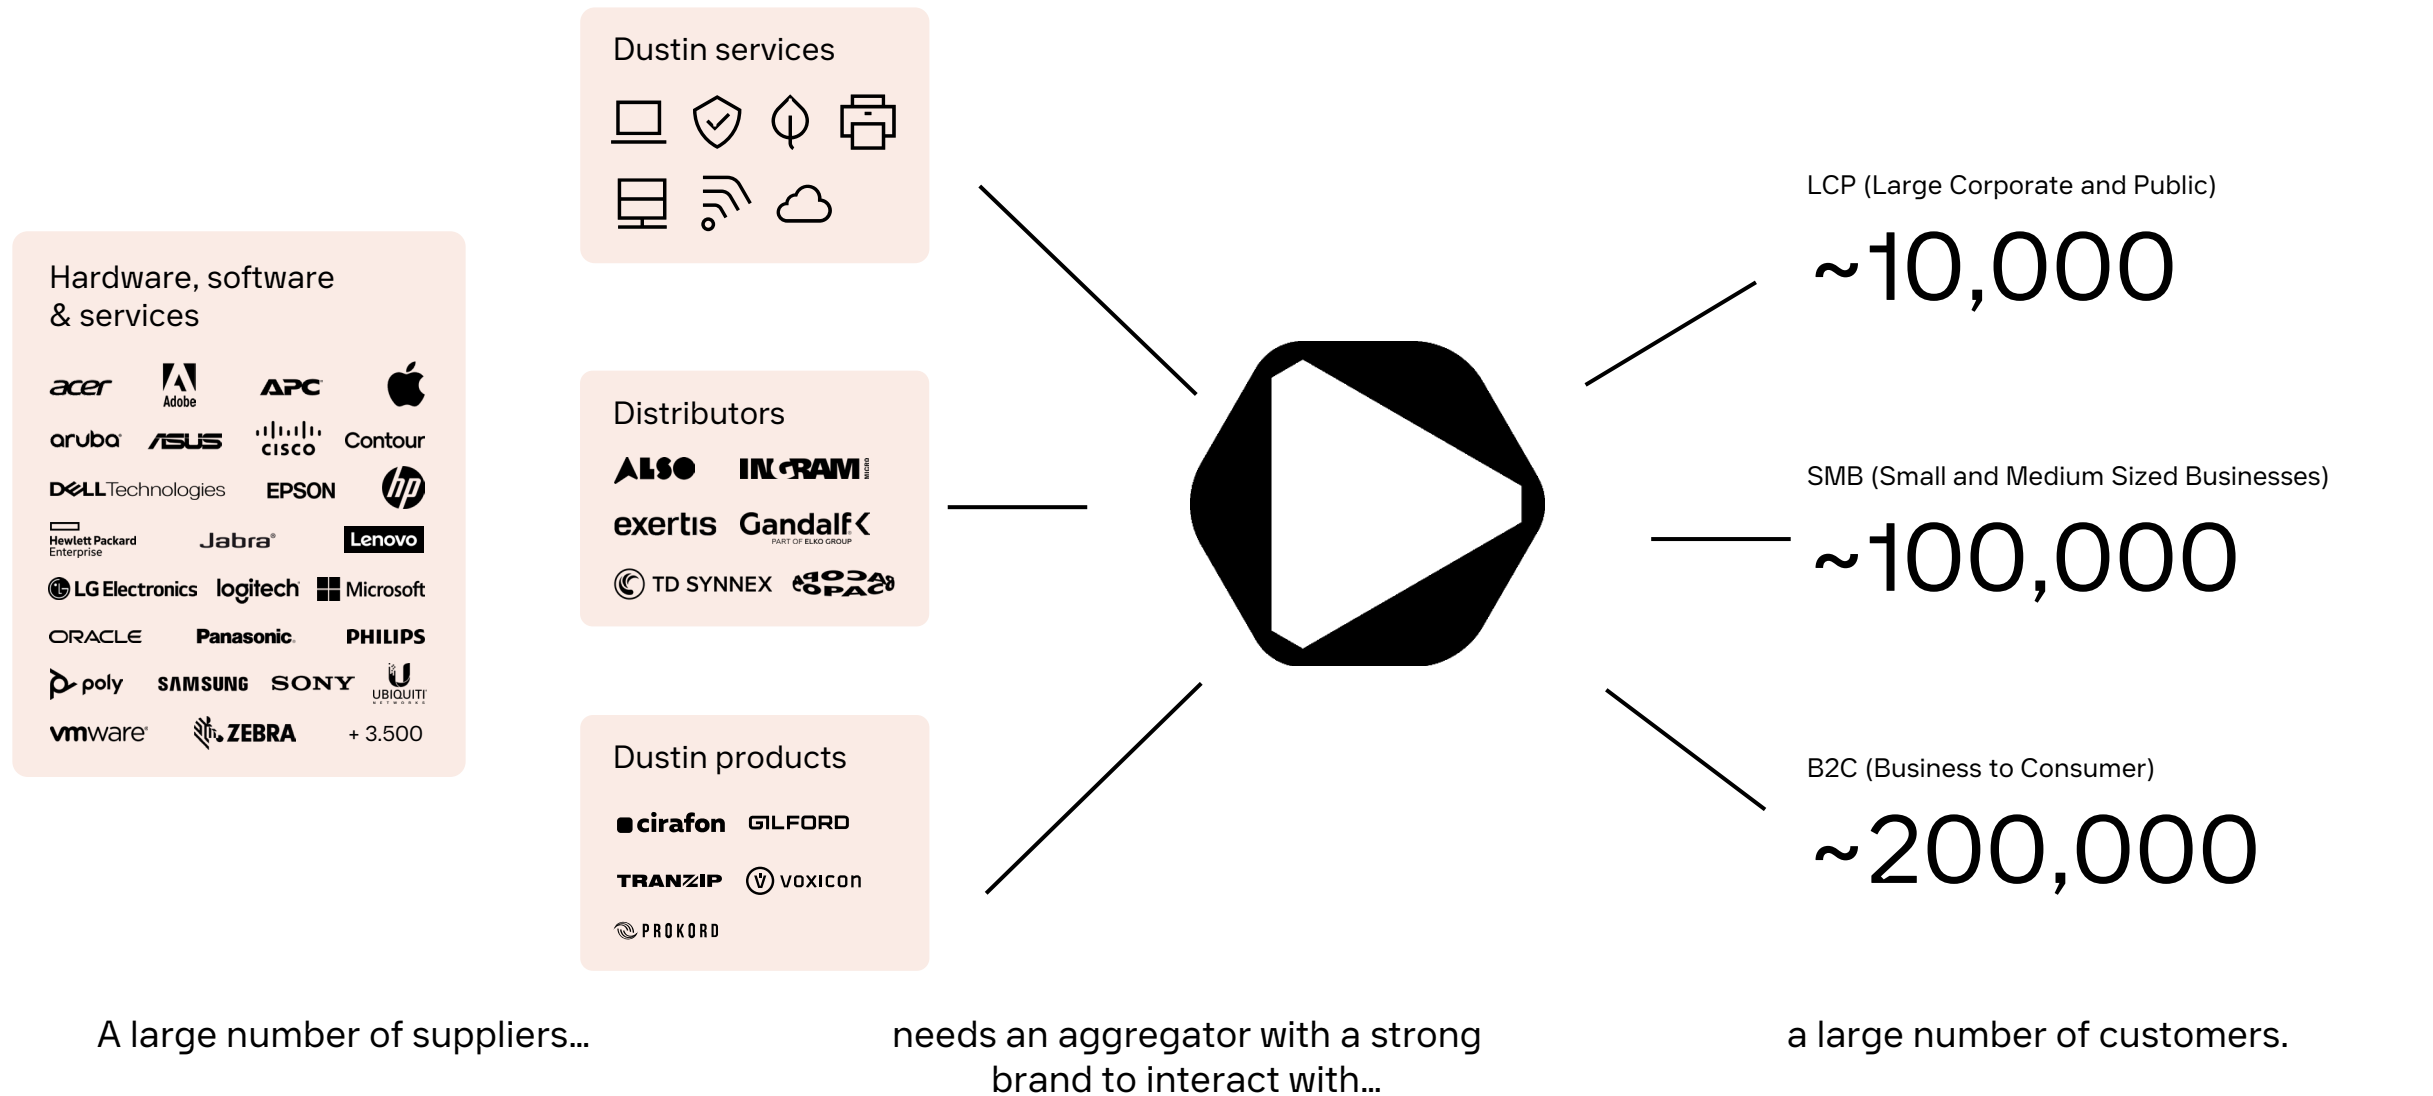 Dustin services
Hardware, software
& services
acer
Adobe
APC
aruba
ASUS
CISCO
Contour
DELLTechnologies
EPSON
hp
Hewlett Packard
Enterprise
Jabra
Lenovo
LG Electronics
logitech
Microsoft
ORACLE
Panasonic
PHILIPS
poly
SAMSUNG
SONY
UBIQUITI
NETWORKS
vmware
ZEBRA
+ 3.500
Distributors
ALSO
INGRAM MICRO
exertis
Gandalf
PART OF ELKO GROUP
TD SYNNEX
Dustin products
cirafon
GILFORD
TRANZIP
VOXICON
PROKORD
LCP (Large Corporate and Public)
~10,000
SMB (Small and Medium Sized Businesses)
~100,000
B2C (Business to Consumer)
~200,000
A large number of suppliers...
needs an aggregator with a strong
brand to interact with...
a large number of customers.